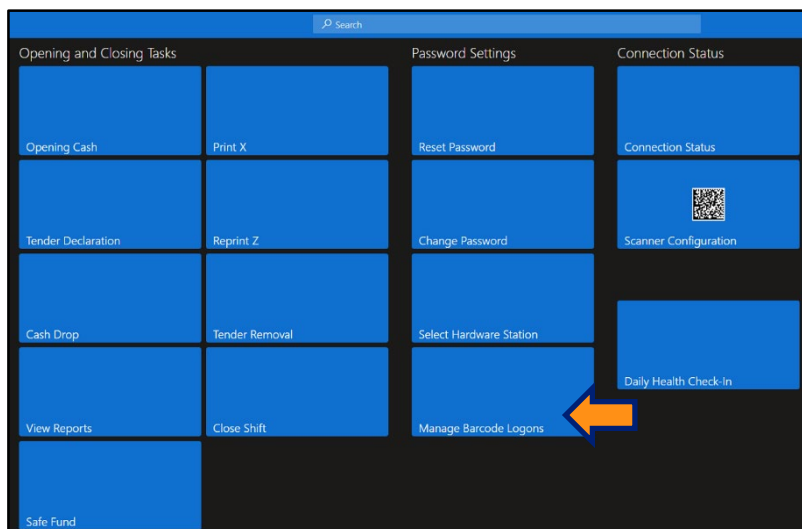 Search
Opening and Closing Tasks
Password Settings
Connection Status
Opening Cash
Print X
Reset Password
Connection Status
Tender Declaration
Reprint Z
Change Password
Scanner Configuration
Cash Drop
Tender Removal
Select Hardware Station
Daily Health Check-In
View Reports
Close Shift
Manage Barcode Logons
Safe Fund